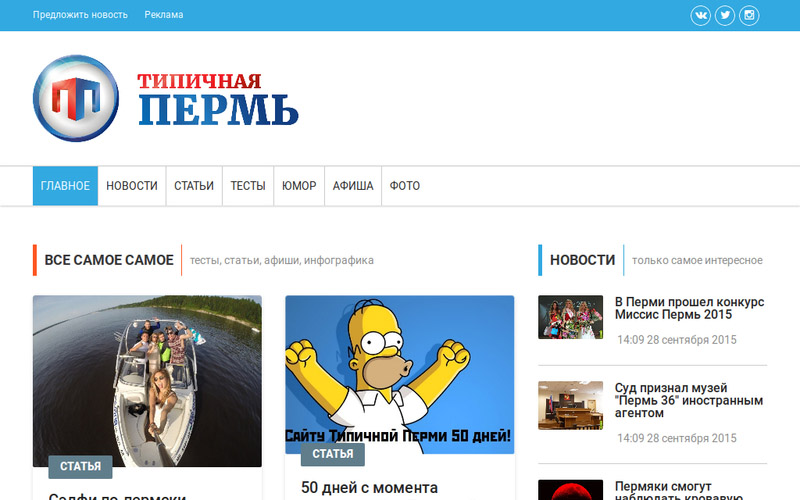 Предложить новость
Реклама
ТИПИЧНАЯ
ПЕРМЬ
ГЛАВНОЕ
НОВОСТИ
СТАТЬИ
ТЕСТЫ
ЮМОР
АФИША
ФОТО
ВСЕ САМОЕ САМОЕ
тесты, статьи, афиши, инфографика
Сайту Типичной Перми 50 дней!
СТАТЬЯ
Селфи по-пермски
СТАТЬЯ
50 дней с момента
НОВОСТИ
только самое интересное
В Перми прошел конкурс
Миссис Пермь 2015
14:09 28 сентября 2015
Суд признал музей
"Пермь 36" иностранным
агентом
14:09 28 сентября 2015
Пермяки смогут
наблюдать кровавую